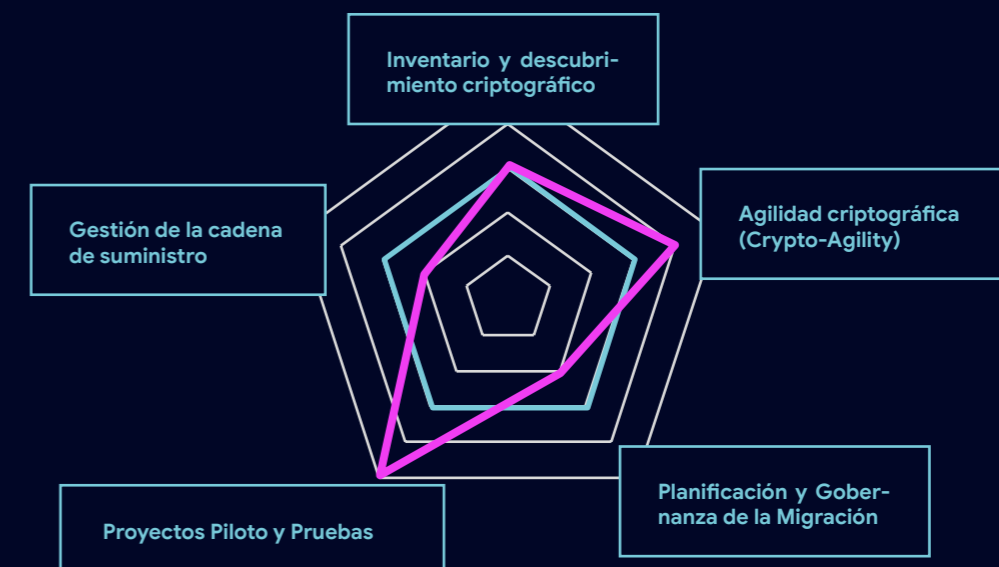 Inventario y descubri-
miento criptográfico
Gestión de la cadena
de suministro
Agilidad criptográfica
(Crypto-Agility)
Planificación y Gober-
nanza de la Migración
Proyectos Piloto y Pruebas